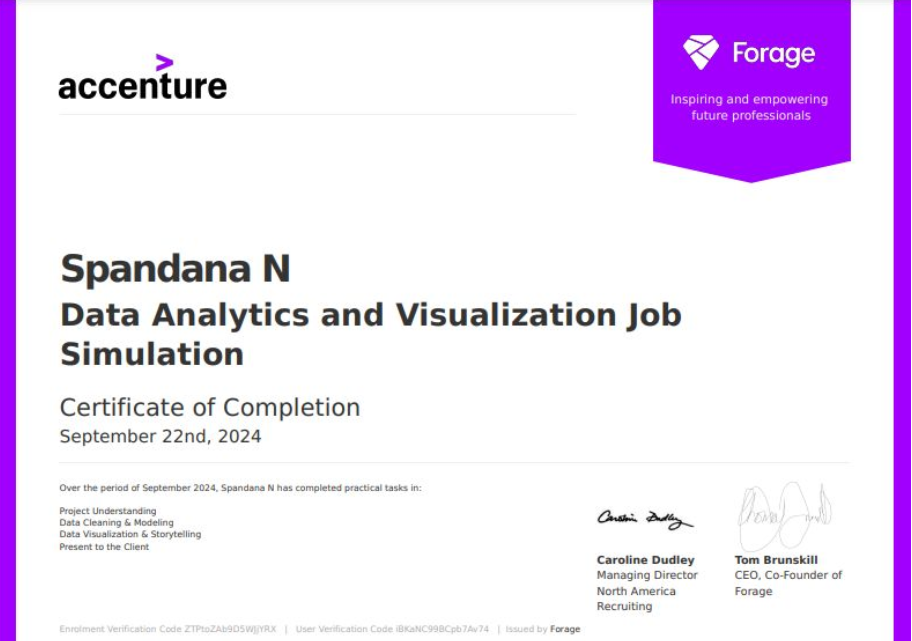 accenture
Forage
Inspiring and empowering
future professionals
Spandana N
Data Analytics and Visualization Job
Simulation
Certificate of Completion
September 22nd, 2024
Over the period of September 2024, Spandana N has completed practical tasks in:
Project Understanding
Data Cleaning & Modeling
Data Visualization & Storytelling
Present to the Client
Caroline Dudley
Caroline Dudley
Managing Director
North America
Recruiting
Tom Brunskill
CEO, Co-Founder of
Forage
Enrolment Verification Code ZTPtoZAb9D5WJjYRX | User Verification Code iBKaNC99BCpb7Av74 | Issued by Forage